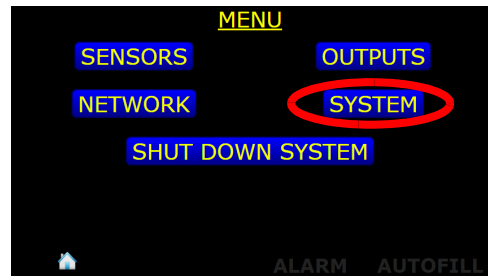 MENU
SENSORS OUTPUTS
NETWORK SYSTEM
SHUT DOWN SYSTEM
ALARM AUTOFILL